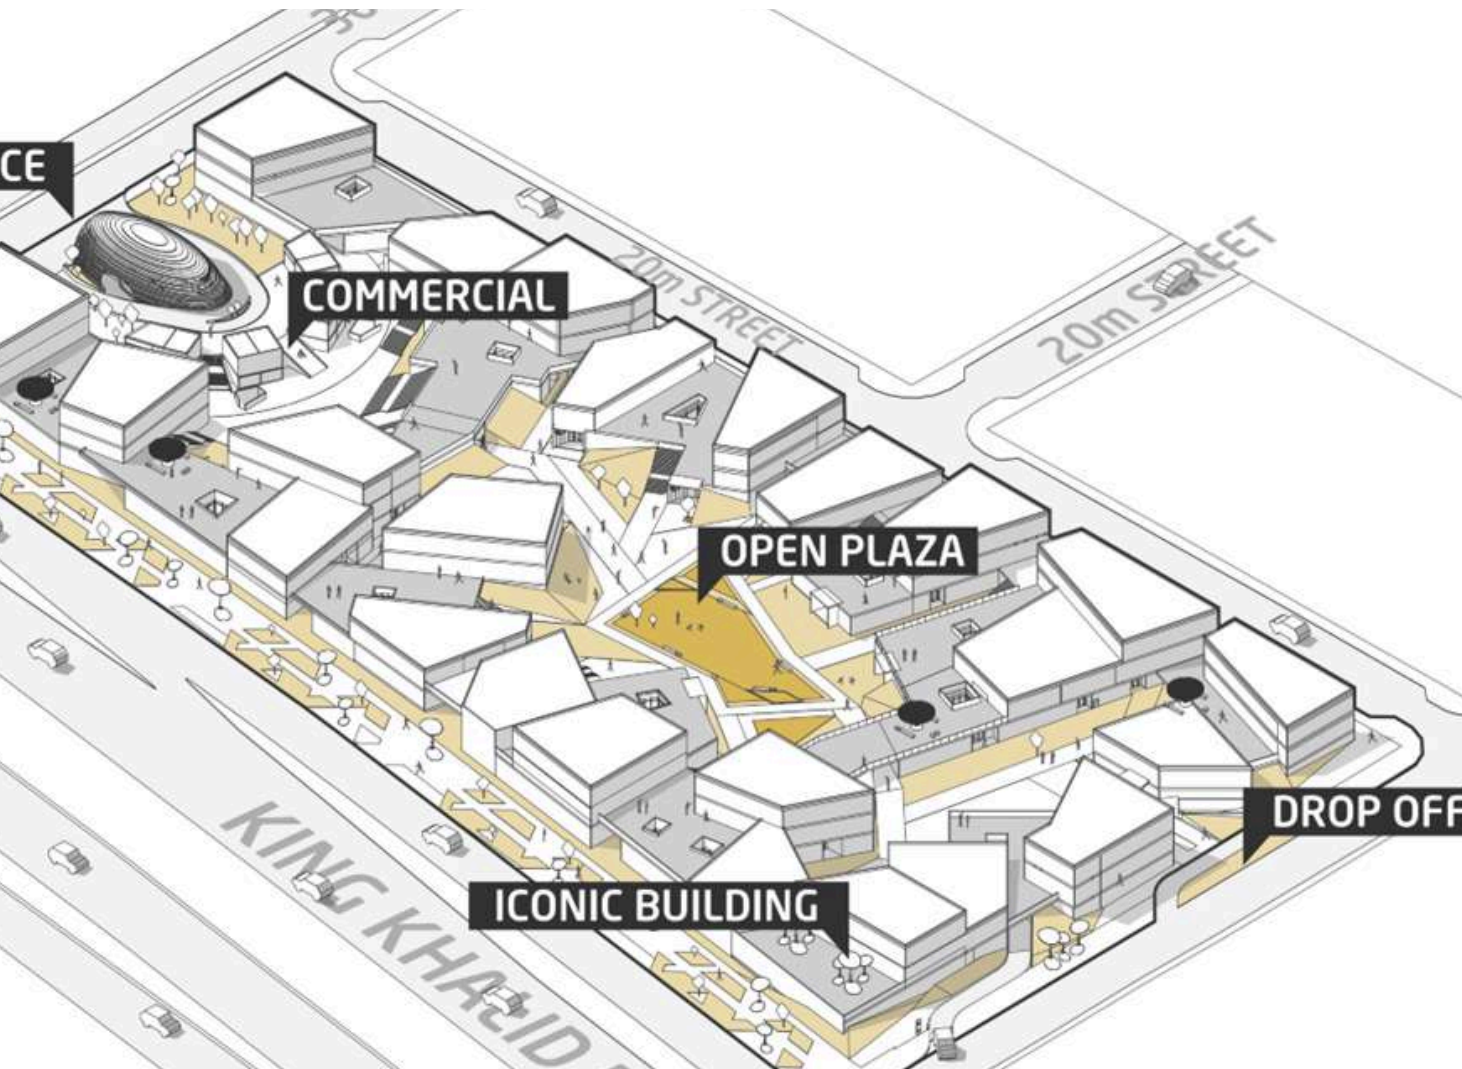 CE
COMMERCIAL
20m STREET
20m STREET
OPEN PLAZA
DROP OFF
ICONIC BUILDING
KING KHALID